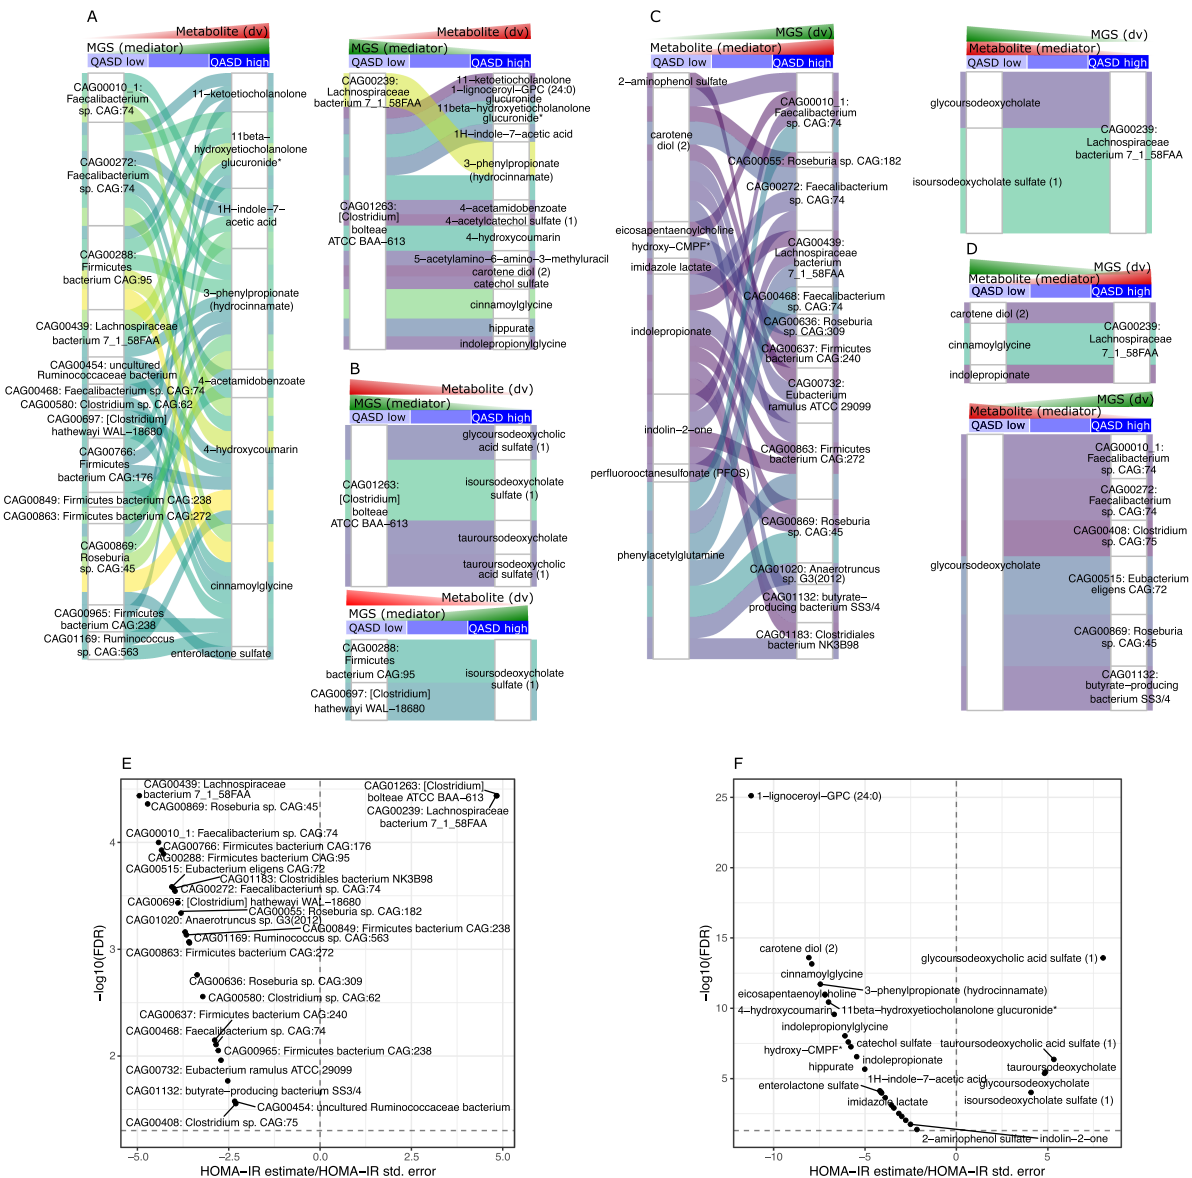 A
Metabolite (dv)
MGS (mediator)
QASD low
QASD high
CAG00010_1:
Faecalibacterium
sp. CAG:74
CAG00272:
Faecalibacterium
sp. CAG:74
CAG00288:
Firmicutes
bacterium CAG:95
CAG00439: Lachnospiraceae
bacterium 7_1_58FAA
CAG00454: uncultured
Ruminococcaceae bacterium
CAG00468: Faecalibacterium sp. CAG:74
CAG00580: Clostridium sp. CAG:62
CAG00697: [Clostridium]
hathewayi WAL−18680
CAG00766:
Firmicutes
bacterium CAG:176
CAG00849: Firmicutes bacterium CAG:238
CAG00863: Firmicutes bacterium CAG:272
CAG00869:
Roseburia
sp. CAG:45
CAG00965: Firmicutes
bacterium CAG:238
CAG01169: Ruminococcus
sp. CAG:563
11−ketoetiocholanolone
11beta−
hydroxyetiocholanolone
glucuronide*
1H−indole−7−
acetic acid
3−phenylpropionate
(hydrocinnamate)
4−acetamidobenzoate
4−hydroxycoumarin
cinnamoylglycine
enterolactone sulfate
Metabolite (dv)
MGS (mediator)
QASD low
QASD high
CAG00239:
Lachnospiraceae
bacterium 7_1_58FAA
CAG01263:
[Clostridium]
bolteae
ATCC BAA−613
11−ketoetiocholanolone
1−lignoceroyl−GPC (24:0)
glucuronide
11beta−hydroxyetiocholanolone
glucuronide*
1H−indole−7−acetic acid
3−phenylpropionate
(hydrocinnamate)
4−acetamidobenzoate
4−acetylcatechol sulfate (1)
4−hydroxycoumarin
5−acetylamino−6−amino−3−methyluracil
carotene diol (2)
catechol sulfate
cinnamoylglycine
hippurate
indolepropionylglycine
B
Metabolite (dv)
MGS (mediator)
QASD low
QASD high
CAG01263:
[Clostridium]
bolteae
ATCC BAA−613
glycoursodeoxycholic
acid sulfate (1)
isoursodeoxycholate
sulfate (1)
tauroursodeoxycholate
tauroursodeoxycholic
acid sulfate (1)
Metabolite (dv)
MGS (mediator)
QASD low
QASD high
CAG00288:
Firmicutes
bacterium CAG:95
CAG00697: [Clostridium]
hathewayi WAL−18680
isoursodeoxycholate
sulfate (1)
C
MGS (dv)
Metabolite (mediator)
QASD low
QASD high
2−aminophenol sulfate
carotene
diol (2)
eicosapentaenoylcholine
hydroxy−CMPF*
imidazole lactate
indolepropionate
indolin−2−one
perfluorooctanesulfonate (PFOS)
phenylacetylglutamine
CAG00010_1:
Faecalibacterium
sp. CAG:74
CAG00055: Roseburia sp. CAG:182
CAG00272: Faecalibacterium
sp. CAG:74
CAG00439:
Lachnospiraceae
bacterium
7_1_58FAA
CAG00468: Faecalibacterium
sp. CAG:74
CAG00636: Roseburia
sp. CAG:309
CAG00637: Firmicutes
bacterium CAG:240
CAG00732:
Eubacterium
ramulus ATCC 29099
CAG00863: Firmicutes
bacterium CAG:272
CAG00869: Roseburia
sp. CAG:45
CAG01020: Anaerotruncus
sp. G3(2012)
CAG01132: butyrate−
producing bacterium SS3/4
CAG01183: Clostridiales
bacterium NK3B98
MGS (dv)
Metabolite (mediator)
QASD low
QASD high
glycoursodeoxycholate
isoursodeoxycholate sulfate (1)
CAG00239:
Lachnospiraceae
bacterium 7_1_58FAA
D
MGS (dv)
Metabolite (mediator)
QASD low
QASD high
carotene diol (2)
cinnamoylglycine
indolepropionate
CAG00239:
Lachnospiraceae
7_1_58FAA
MGS (dv)
Metabolite (mediator)
QASD low
QASD high
glycoursodeoxycholate
CAG00010_1:
Faecalibacterium
sp. CAG:74
CAG00272:
Faecalibacterium
sp. CAG:74
CAG00408: Clostridium
sp. CAG:75
CAG00515: Eubacterium
eligens CAG:72
CAG00869: Roseburia
sp. CAG:45
CAG01132:
butyrate−producing
bacterium SS3/4
E
CAG00439: Lachnospiraceae
bacterium 7_1_58FAA
CAG00869: Roseburia sp. CAG:45
CAG01263: [Clostridium]
bolteae ATCC BAA−613
CAG00239: Lachnospiraceae
bacterium 7_1_58FAA
CAG00010_1: Faecalibacterium sp. CAG:74
CAG00766: Firmicutes bacterium CAG:176
CAG00288: Firmicutes bacterium CAG:95
CAG00515: Eubacterium eligens CAG:72
CAG01183: Clostridiales bacterium NK3B98
CAG00272: Faecalibacterium sp. CAG:74
CAG00697: [Clostridium] hathewayi WAL−18680
CAG00055: Roseburia sp. CAG:182
CAG01020: Anaerotruncus sp. G3(2012)
CAG00849: Firmicutes bacterium CAG:238
CAG01169: Ruminococcus sp. CAG:563
CAG00863: Firmicutes bacterium CAG:272
CAG00636: Roseburia sp. CAG:309
CAG00580: Clostridium sp. CAG:62
CAG00637: Firmicutes bacterium CAG:240
CAG00468: Faecalibacterium sp. CAG:74
CAG00965: Firmicutes bacterium CAG:238
CAG00732: Eubacterium ramulus ATCC 29099
CAG01132: butyrate−producing bacterium SS3/4
CAG00454: uncultured Ruminococcaceae bacterium
CAG00408: Clostridium sp. CAG:75
4
3
2
−log10(FDR)
−5.0
−2.5
0.0
2.5
5.0
HOMA−IR estimate/HOMA−IR std. error
F
1−lignoceroyl−GPC (24:0)
carotene diol (2)
glycoursodeoxycholic acid sulfate (1)
cinnamoylglycine
3−phenylpropionate (hydrocinnamate)
eicosapentaenoylcholine
4−hydroxycoumarin
11beta−hydroxyetiocholanolone glucuronide*
indolepropionylglycine
catechol sulfate
tauroursodeoxycholic acid sulfate (1)
hydroxy−CMPF*
indolepropionate
hippurate
tauroursodeoxycholate
1H−indole−7−acetic acid
glycoursodeoxycholate
enterolactone sulfate
imidazole lactate
isoursodeoxycholate sulfate (1)
2−aminophenol sulfate
indolin−2−one
25
20
15
10
5
−log10(FDR)
−10
−5
0
5
HOMA−IR estimate/HOMA−IR std. error